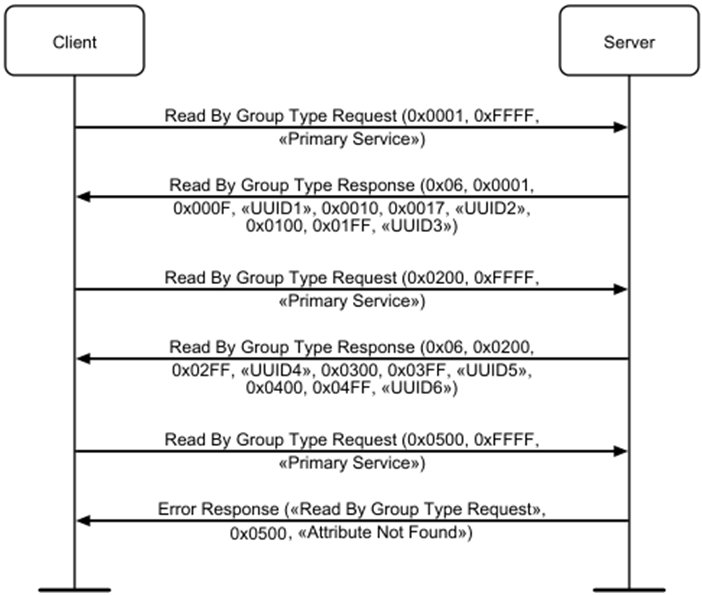 Client
Server
Read By Group Type Request (0x0001, 0xFFFF,
«Primary Service»)
Read By Group Type Response (0x06, 0x0001,
0x000F, «UUID1», 0x0010, 0x0017, «UUID2»,
0x0100, 0x01FF, «UUID3»)
Read By Group Type Request (0x0200, 0xFFFF,
«Primary Service»)
Read By Group Type Response (0x06, 0x0200,
0x02FF, «UUID4», 0x0300, 0x03FF, «UUID5»,
0x0400, 0x04FF, «UUID6»)
Read By Group Type Request (0x0500, 0xFFFF,
«Primary Service»)
Error Response («Read By Group Type Request»,
0x0500, «Attribute Not Found»)